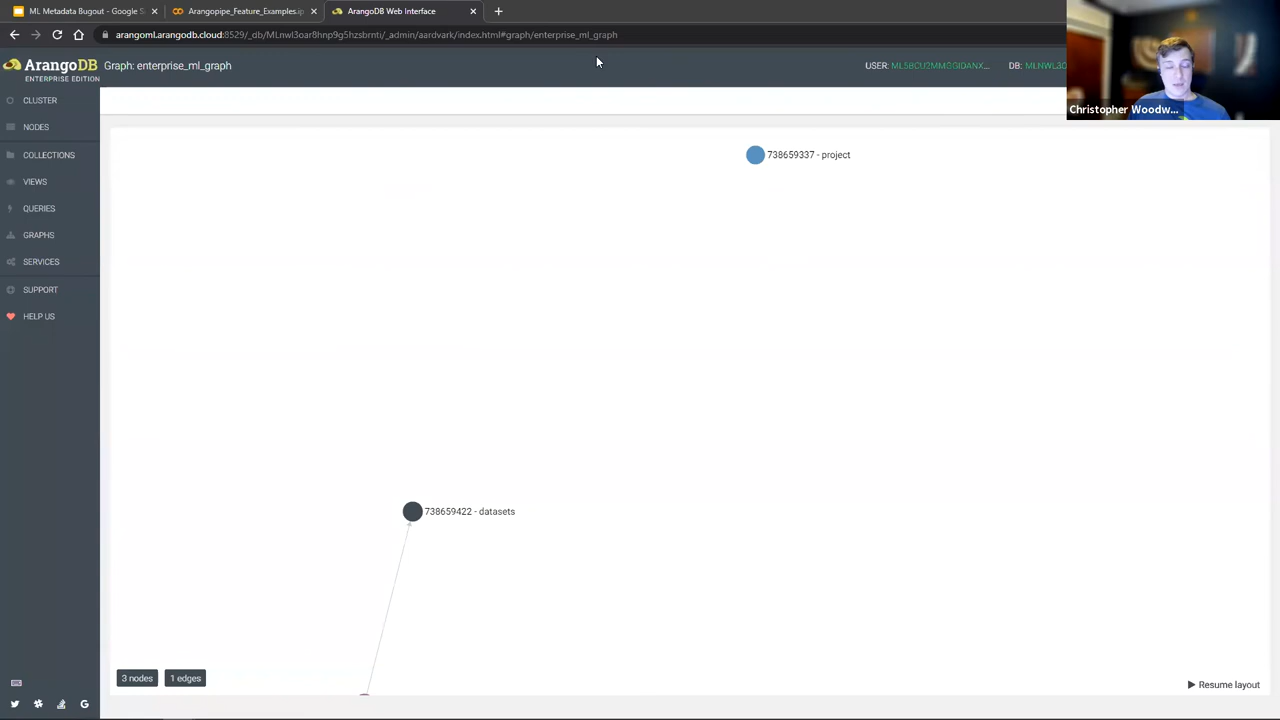 ML Metadata Bugout - Google S
Arangopipe_Feature_Examples.ip
ArangoDB Web Interface
arangoml.arangodb.cloud:8529/_db/MLnwl3oar8hnp9g5hzsbrnti/_admin/aardvark/index.html#graph/enterprise_ml_graph
ArangoDB
ENTERPRISE EDITION
Graph: enterprise_ml_graph
USER: ML5BCU2MMGGI0ANX_
DB: MLNWL3O
Christopher Woodw...
CLUSTER
NODES
COLLECTIONS
VIEWS
QUERIES
GRAPHS
SERVICES
SUPPORT
HELP US
738659337 - project
738659422 - datasets
3 nodes
1 edges
Resume layout